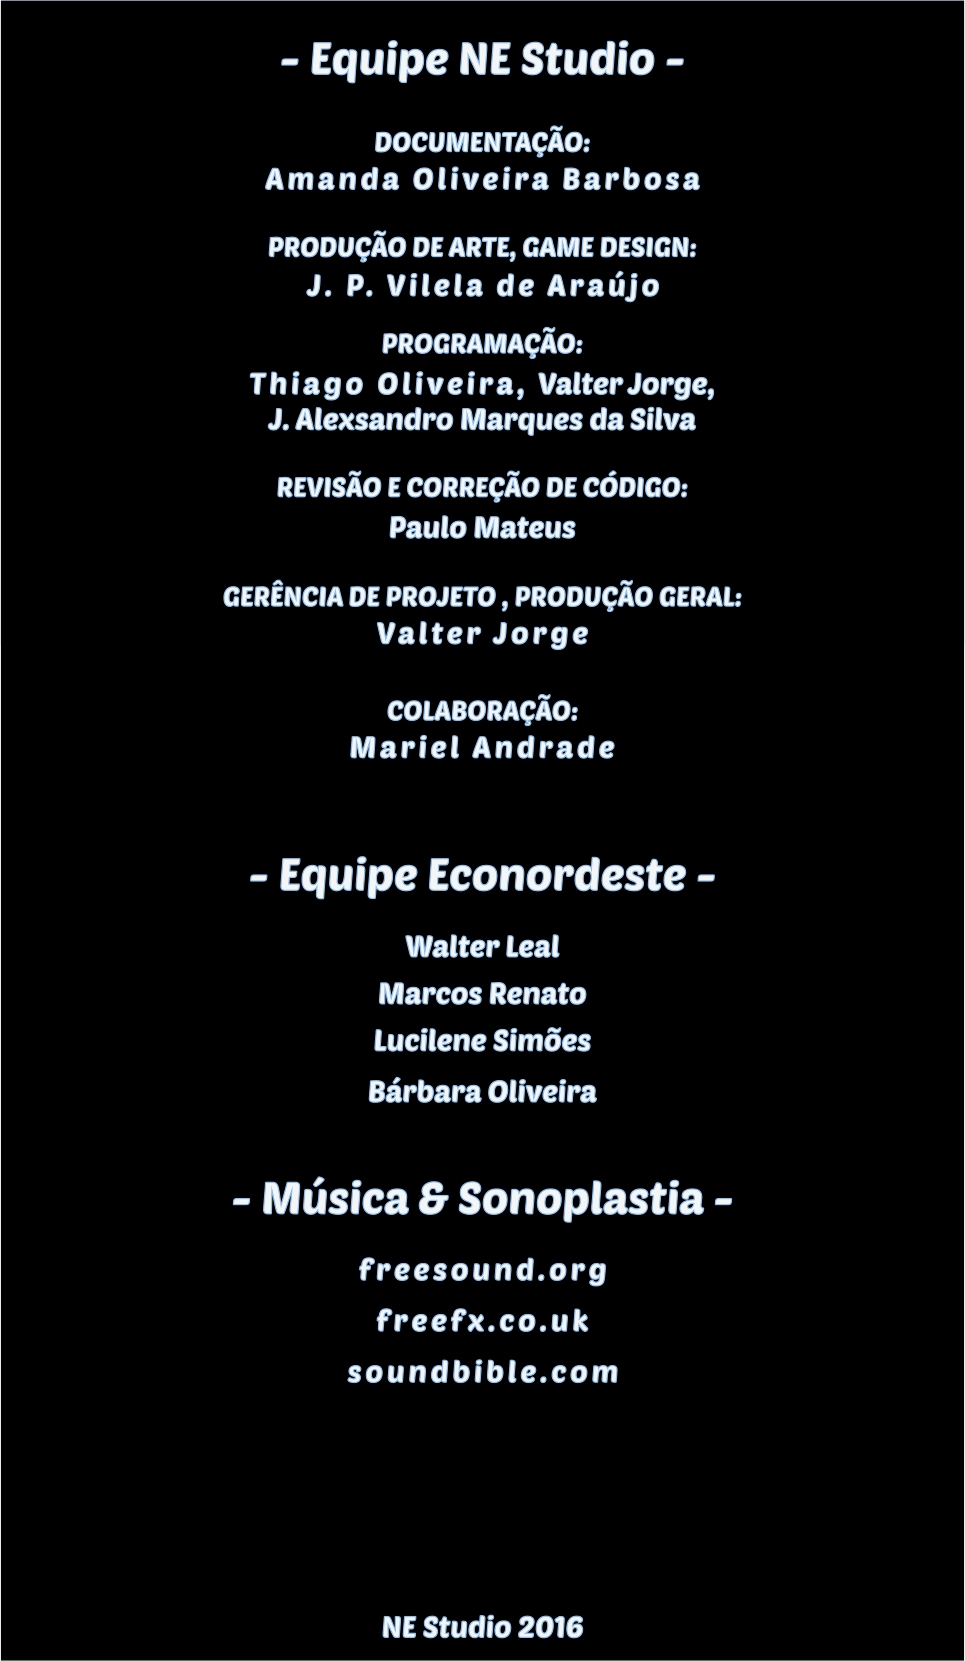 - Equipe NE Studio -
DOCUMENTAÇÃO:
Amanda Oliveira Barbosa
PRODUÇÃO DE ARTE, GAME DESIGN:
J. P. Vilela de Araújo
PROGRAMAÇÃO:
Thiago Oliveira, Valter Jorge,
J. Alexsandro Marques da Silva
REVISÃO E CORREÇÃO DE CÓDIGO:
Paulo Mateus
GERÊNCIA DE PROJETO , PRODUÇÃO GERAL:
Valter Jorge
COLABORAÇÃO:
Mariel Andrade
- Equipe Econordeste -
Walter Leal
Marcos Renato
Lucilene Simões
Bárbara Oliveira
- Música & Sonoplastia -
freesound.org
freefx.co.uk
soundbible.com
NE Studio 2016